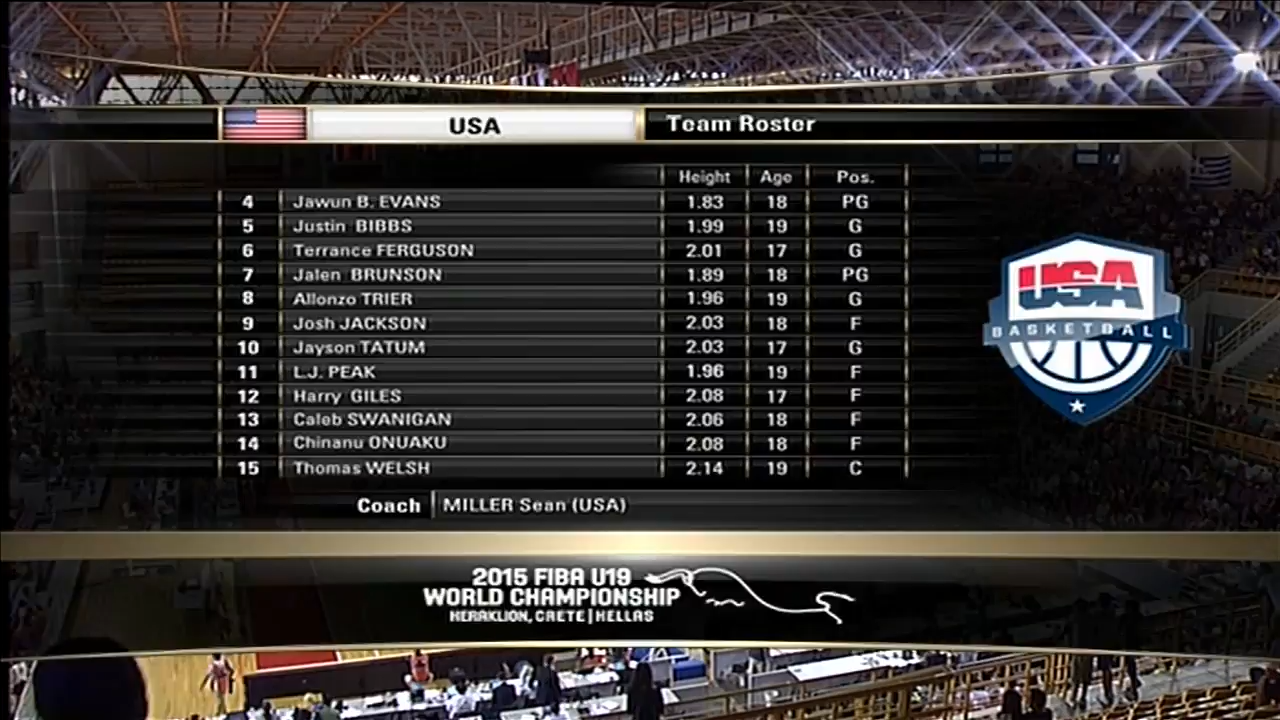 USA Team Roster
Height Age Pos.
4 Jawun B. EVANS 1.83 18 PG
5 Justin BIBBS 1.99 19 G
6 Terrance FERGUSON 2.01 17 G
7 Jalen BRUNSON 1.89 18 PG
8 Allonzo TRIER 1.96 19 G
9 Josh JACKSON 2.03 18 F
10 Jayson TATUM 2.03 17 G
11 L.J. PEAK 1.96 19 F
12 Harry GILES 2.08 17 F
13 Caleb SWANIGAN 2.06 18 F
14 Chinanu ONUAKU 2.08 18 F
15 Thomas WELSH 2.14 19 C
Coach MILLER Sean (USA)
USA
BASKETBALL
2015 FIBA U19
WORLD CHAMPIONSHIP
HERAKLION, CRETE | HELLAS